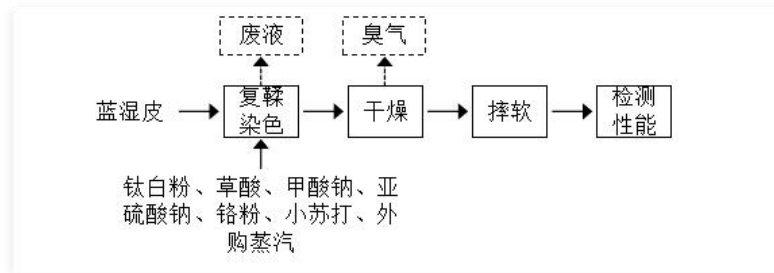 废液
臭气
蓝湿皮
复鞣
染色
干燥
摔软
检测
性能
钛白粉、草酸、甲酸钠、亚
硫酸钠、铬粉、小苏打、外
购蒸汽